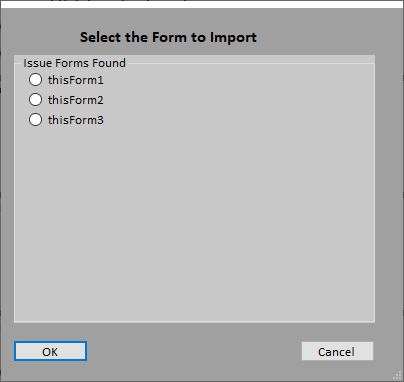 Select the Form to Import
Issue Forms Found
thisForm1
thisForm2
thisForm3
OK
Cancel